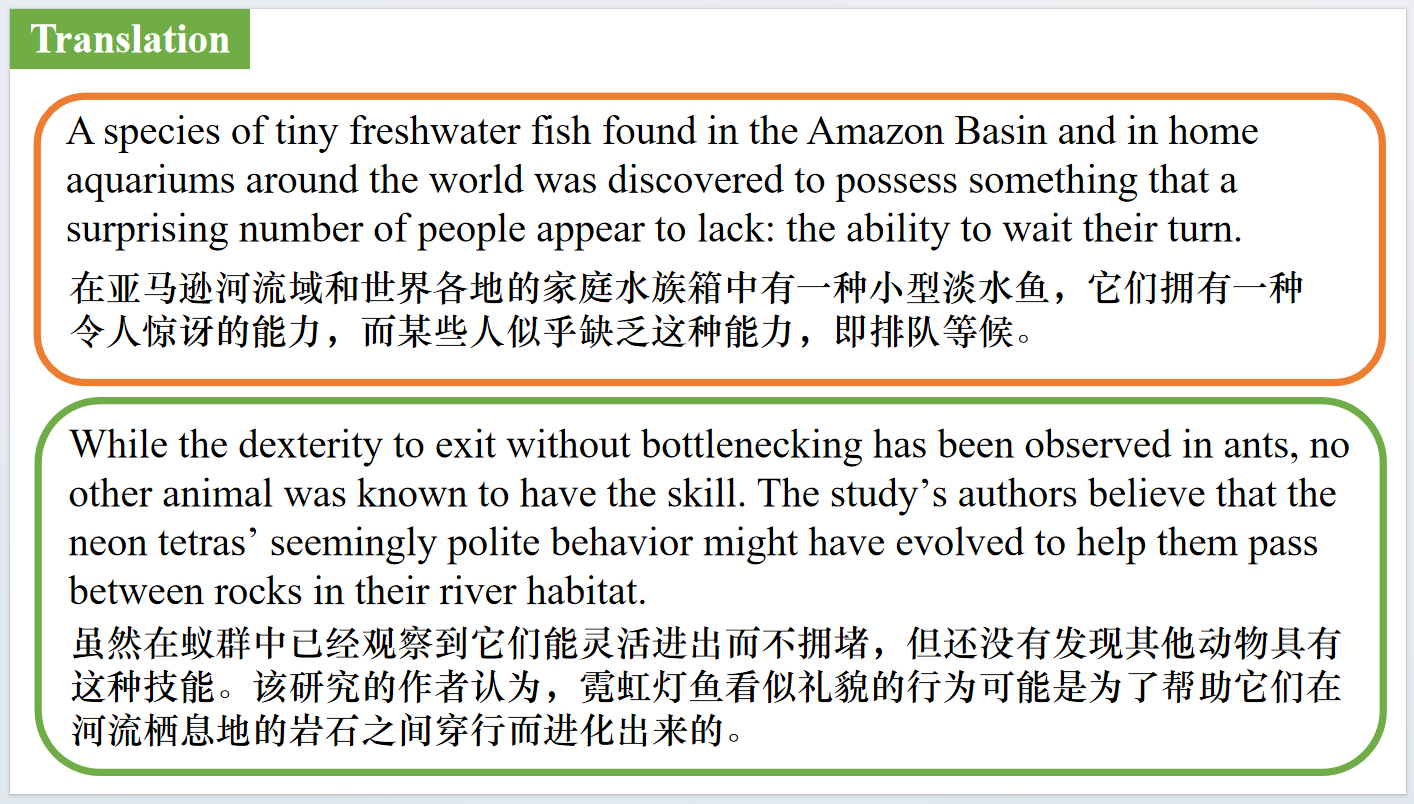 Translation
A species of tiny freshwater fish found in the Amazon Basin and in home
aquariums around the world was discovered to possess something that a
surprising number of people appear to lack: the ability to wait their turn.
在亚马逊河流域和世界各地的家庭水族箱中有一种小型淡水鱼，它们拥有一种
令人惊讶的能力，而某些人似乎缺乏这种能力，即排队等候。
While the dexterity to exit without bottlenecking has been observed in ants, no
other animal was known to have the skill. The study’s authors believe that the
neon tetras’ seemingly polite behavior might have evolved to help them pass
between rocks in their river habitat.
虽然在蚁群中已经观察到它们能灵活进出而不拥堵，但还没有发现其他动物具有
这种技能。该研究的作者认为，霓虹灯鱼看似礼貌的行为可能是为了帮助它们在
河流栖息地的岩石之间穿行而进化出来的。